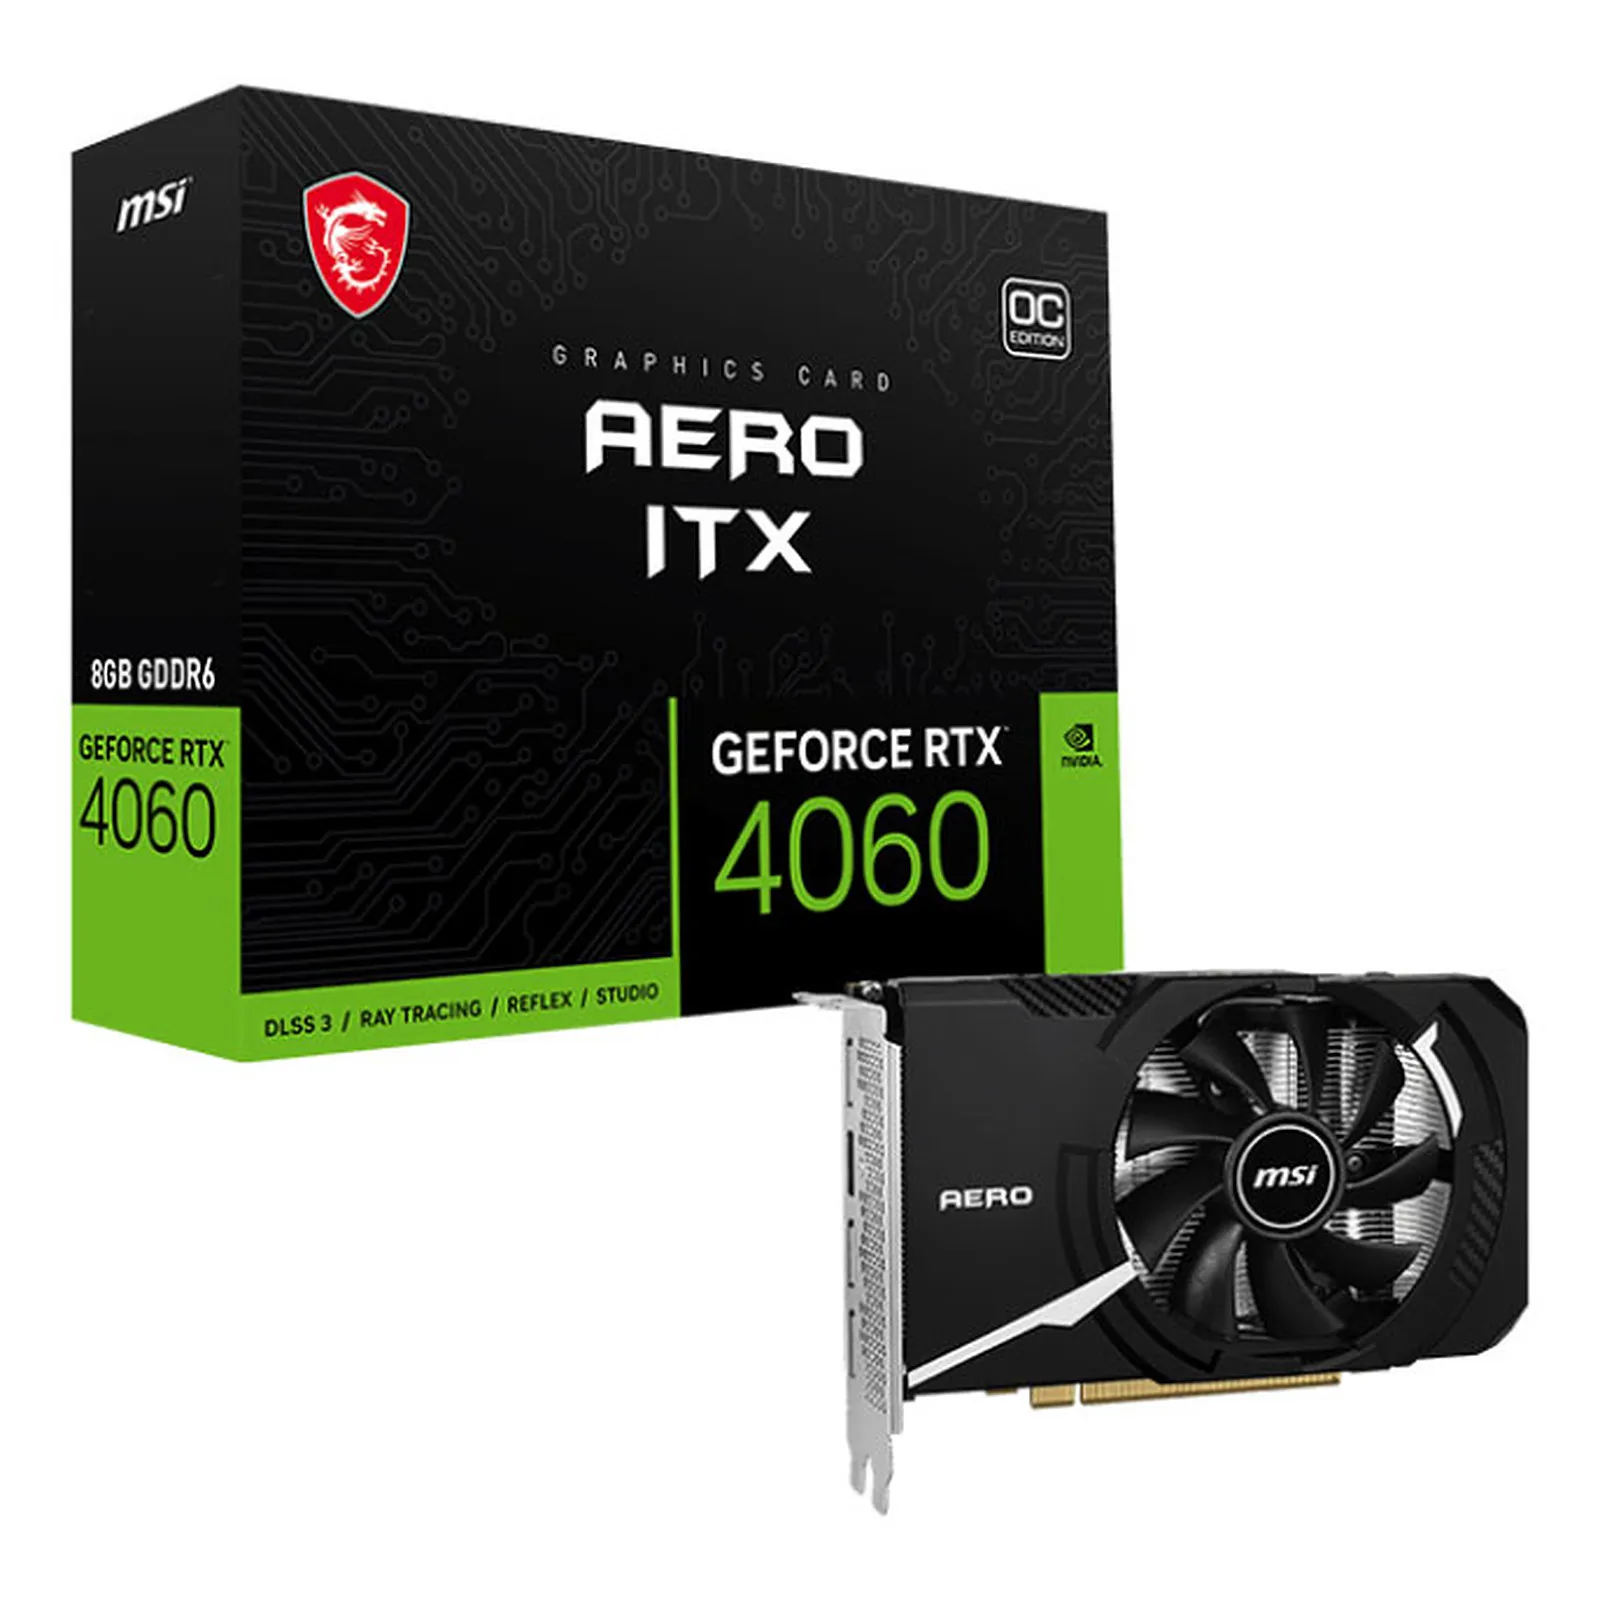 msi
OC
EDITION
GRAPHICS CARD
AERO
ITX
8GB GDDR6
GEFORCE RTX
4060
GEFORCE RTX
4060
NVIDIA.
DLSS 3 / RAY TRACING / REFLEX / STUDIO
AERO
msi